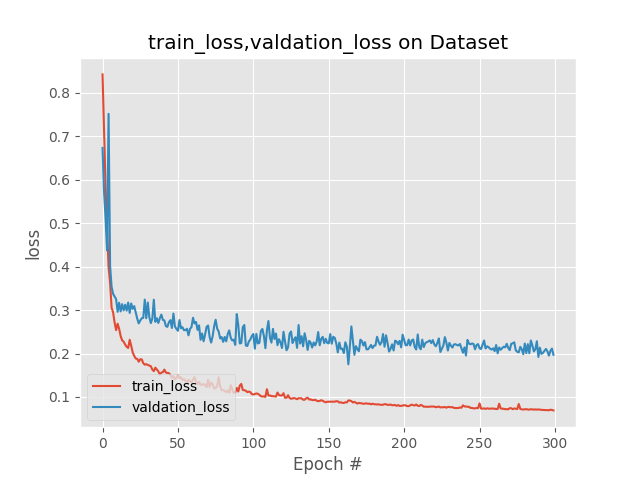 train_loss,valdation_loss on Dataset
0.8
0.7
0.6
0.5
0.4
0.3
0.2
0.1
loss
train_loss
valdation_loss
0 50 100 150 200 250 300
Epoch #